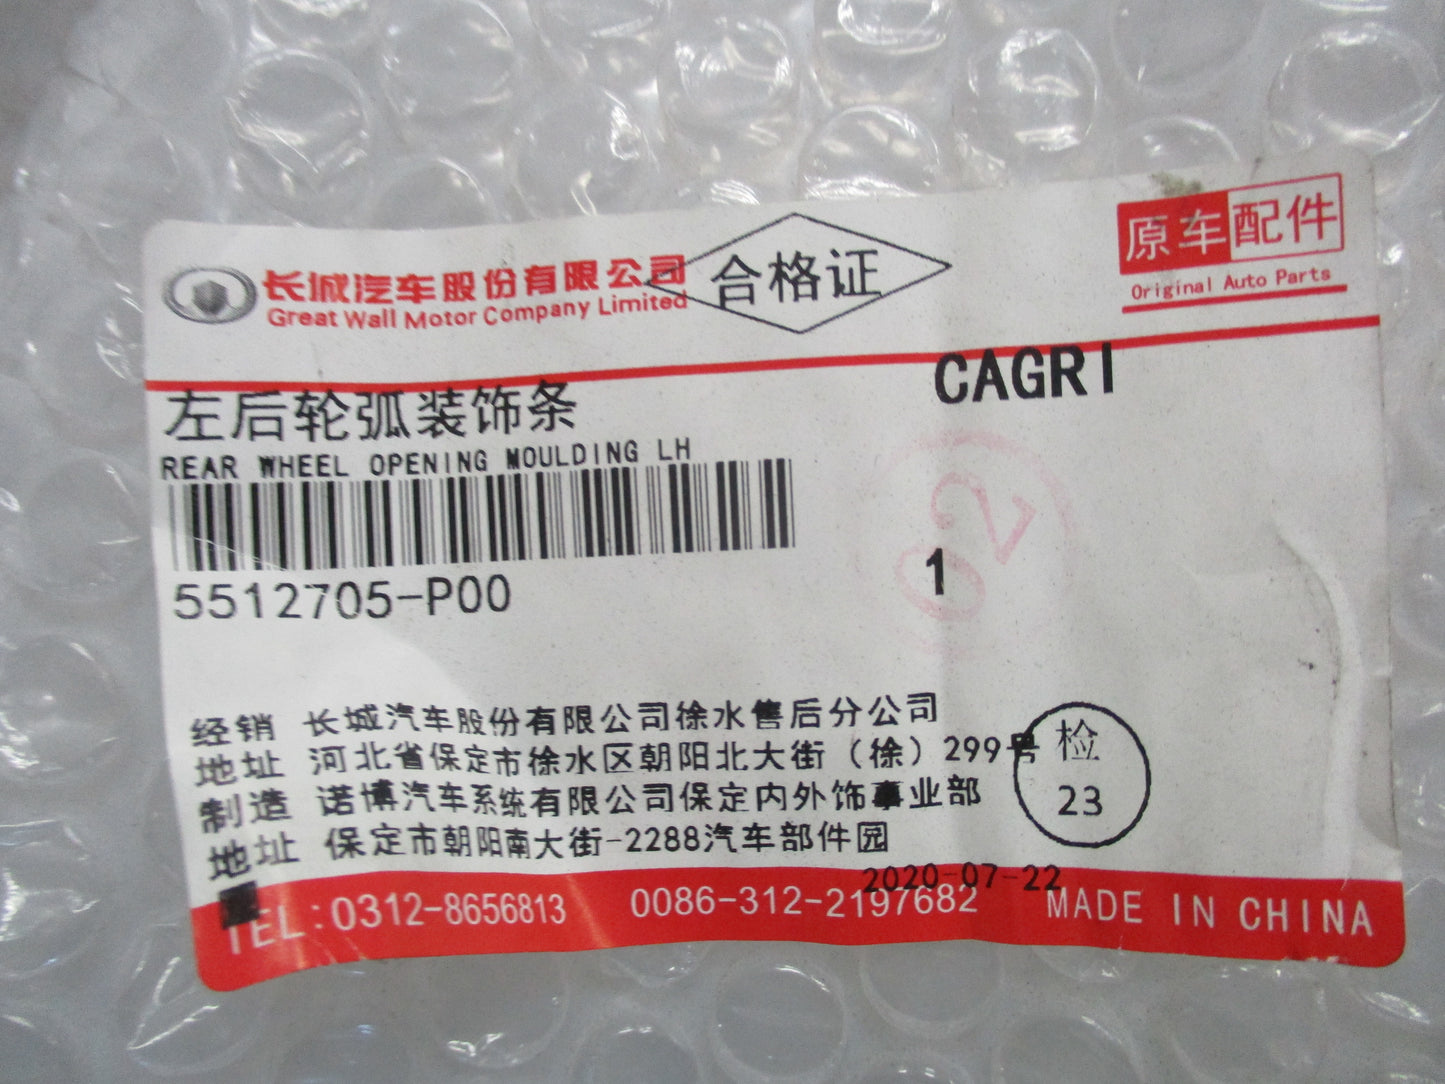 长城汽车股份有限公司
Great Wall Motor Company Limited
合格证
原车配件
Original Auto Parts
CAGRI
左后轮弧装饰条
REAR WHEEL OPENING MOULDING LH
5512705-P00
1
02
经销 长城汽车股份有限公司徐水售后分公司
地址 河北省保定市徐水区朝阳北大街（徐）299号
制造 诺博汽车系统有限公司保定内外饰事业部
地址 保定市朝阳南大街-2288汽车部件园
检
23
2020-07-22
TEL:0312-8656813 0086-312-2197682 MADE IN CHINA